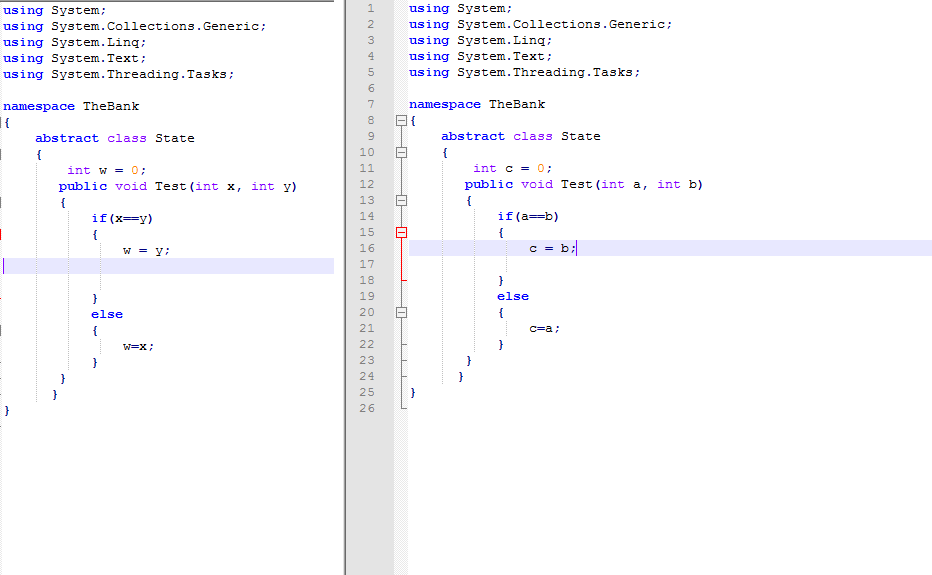 using System;
using System.Collections.Generic;
using System.Linq;
using System.Text;
using System.Threading.Tasks;
namespace TheBank
{
abstract class State
{
int w = 0;
public void Test(int x, int y)
{
if(x==y)
{
w = y;
}
else
{
w=x;
}
}
}
}
1 using System;
2 using System.Collections.Generic;
3 using System.Linq;
4 using System.Text;
5 using System.Threading.Tasks;
6
7 namespace TheBank
8 {
9 abstract class State
10 {
11 int c = 0;
12 public void Test(int a, int b)
13 {
14 if(a==b)
15 {
16 c = b;
17
18 }
19 else
20 {
21 c=a;
22 }
23 }
24 }
25 }
26